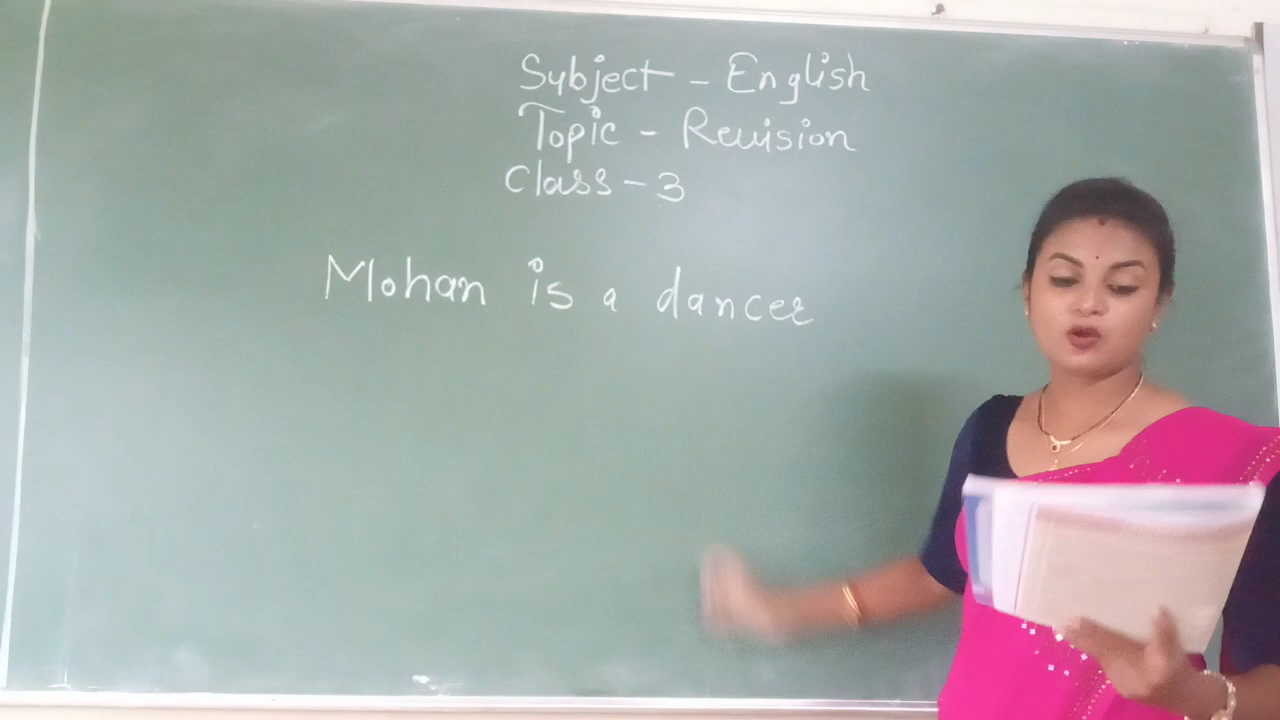 Subject - English
Topic - Revision
Class - 3
Mohan is a dancer